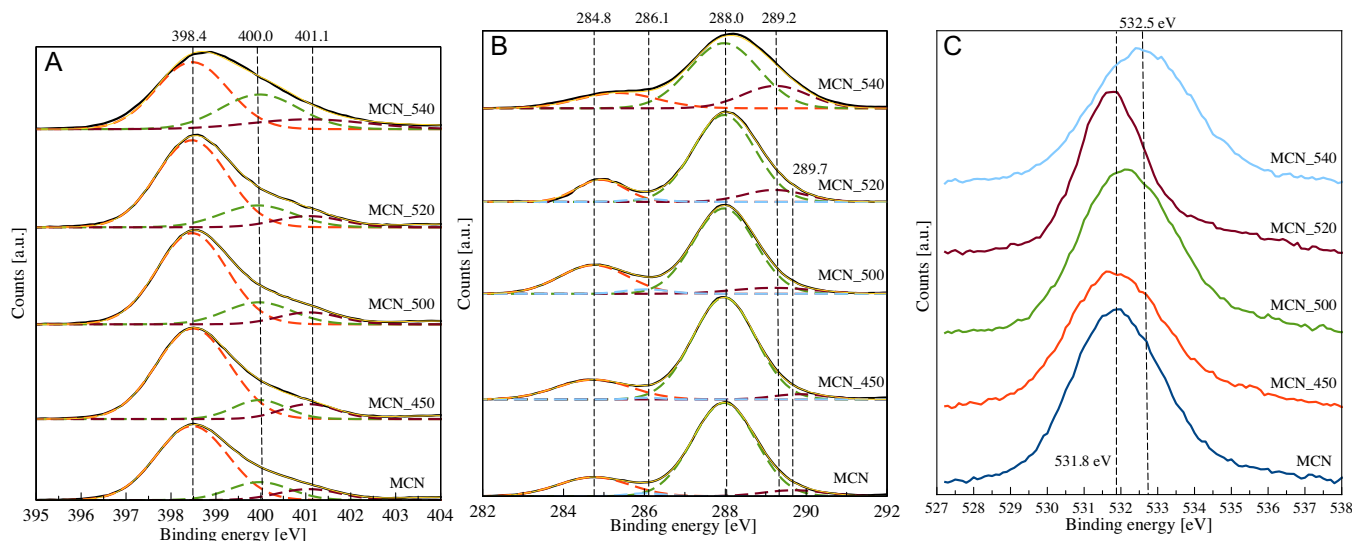 A
398.4 400.0 401.1
MCN_540
MCN_520
MCN_500
MCN_450
MCN
Counts [a.u.]
395 396 397 398 399 400 401 402 403 404
Binding energy [eV]
B
284.8 286.1 288.0 289.2
MCN_540
289.7
MCN_520
MCN_500
MCN_450
MCN
Counts [a.u.]
282 284 286 288 290 292
Binding energy [eV]
C
532.5 eV
MCN_540
MCN_520
MCN_500
MCN_450
531.8 eV
MCN
Counts [a.u.]
527 528 529 530 531 532 533 534 535 536 537 538
Binding energy [eV]